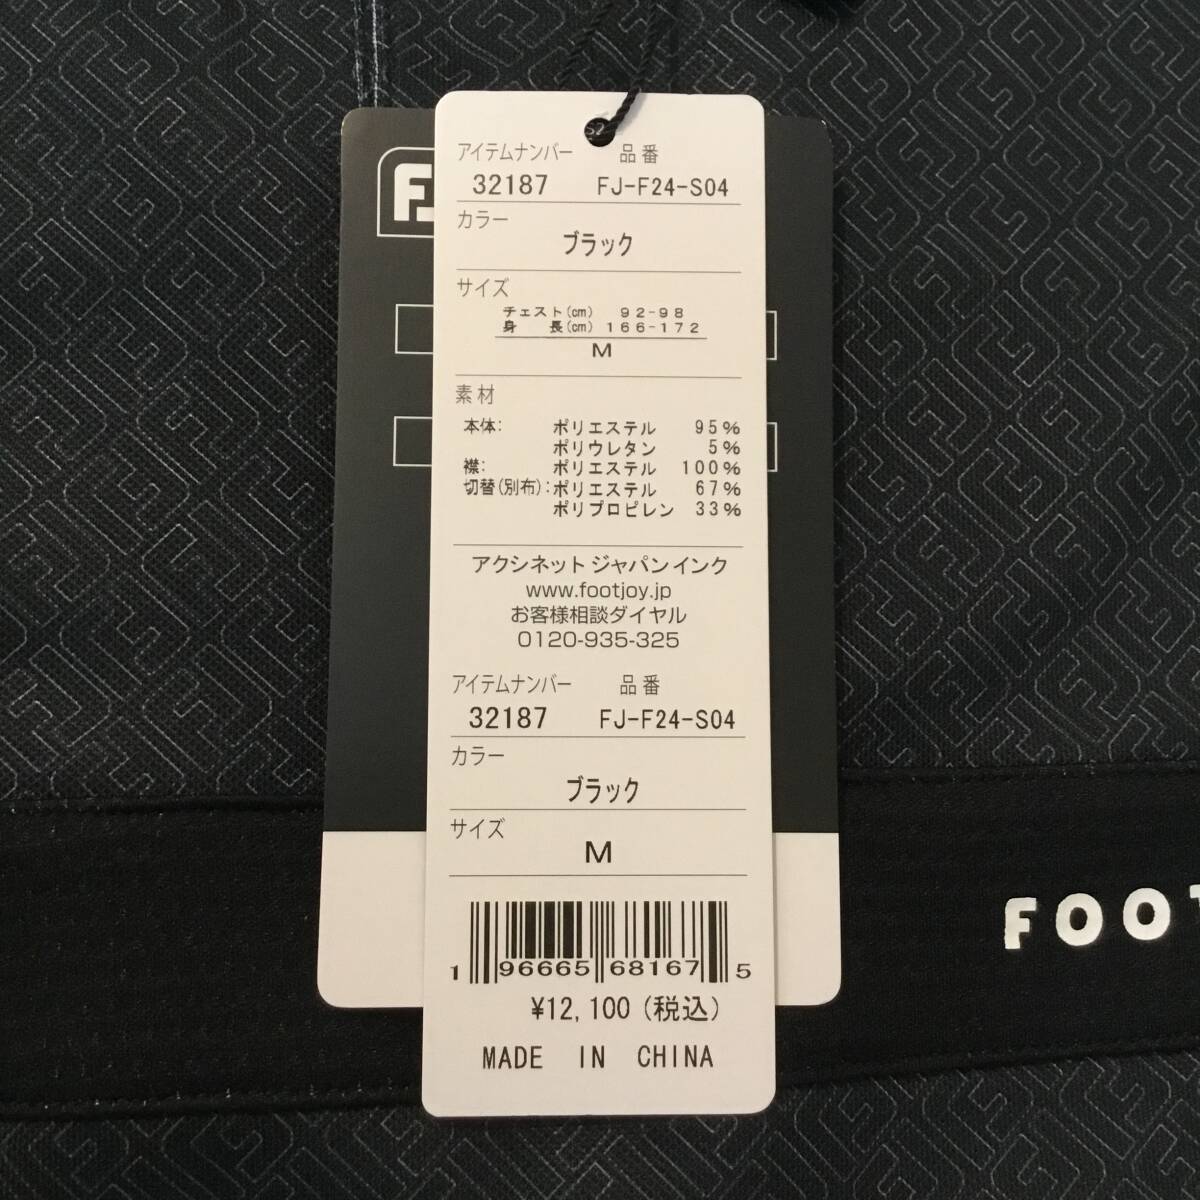 アイテムナンバー 品番
32187 FJ-F24-S04
カラー
ブラック
サイズ
チェスト(cm) 92-98
身 長(cm) 166-172
M
素材
本体: ポリエステル 95%
ポリウレタン 5%
襟: ポリエステル 100%
切替(別布): ポリエステル 67%
ポリプロピレン 33%
アクシネット ジャパン インク
www.footjoy.jp
お客様相談ダイヤル
0120-935-325
アイテムナンバー 品番
32187 FJ-F24-S04
カラー
ブラック
サイズ
M
1 96665 68167 5
¥12,100 (税込)
MADE IN CHINA
FOOT